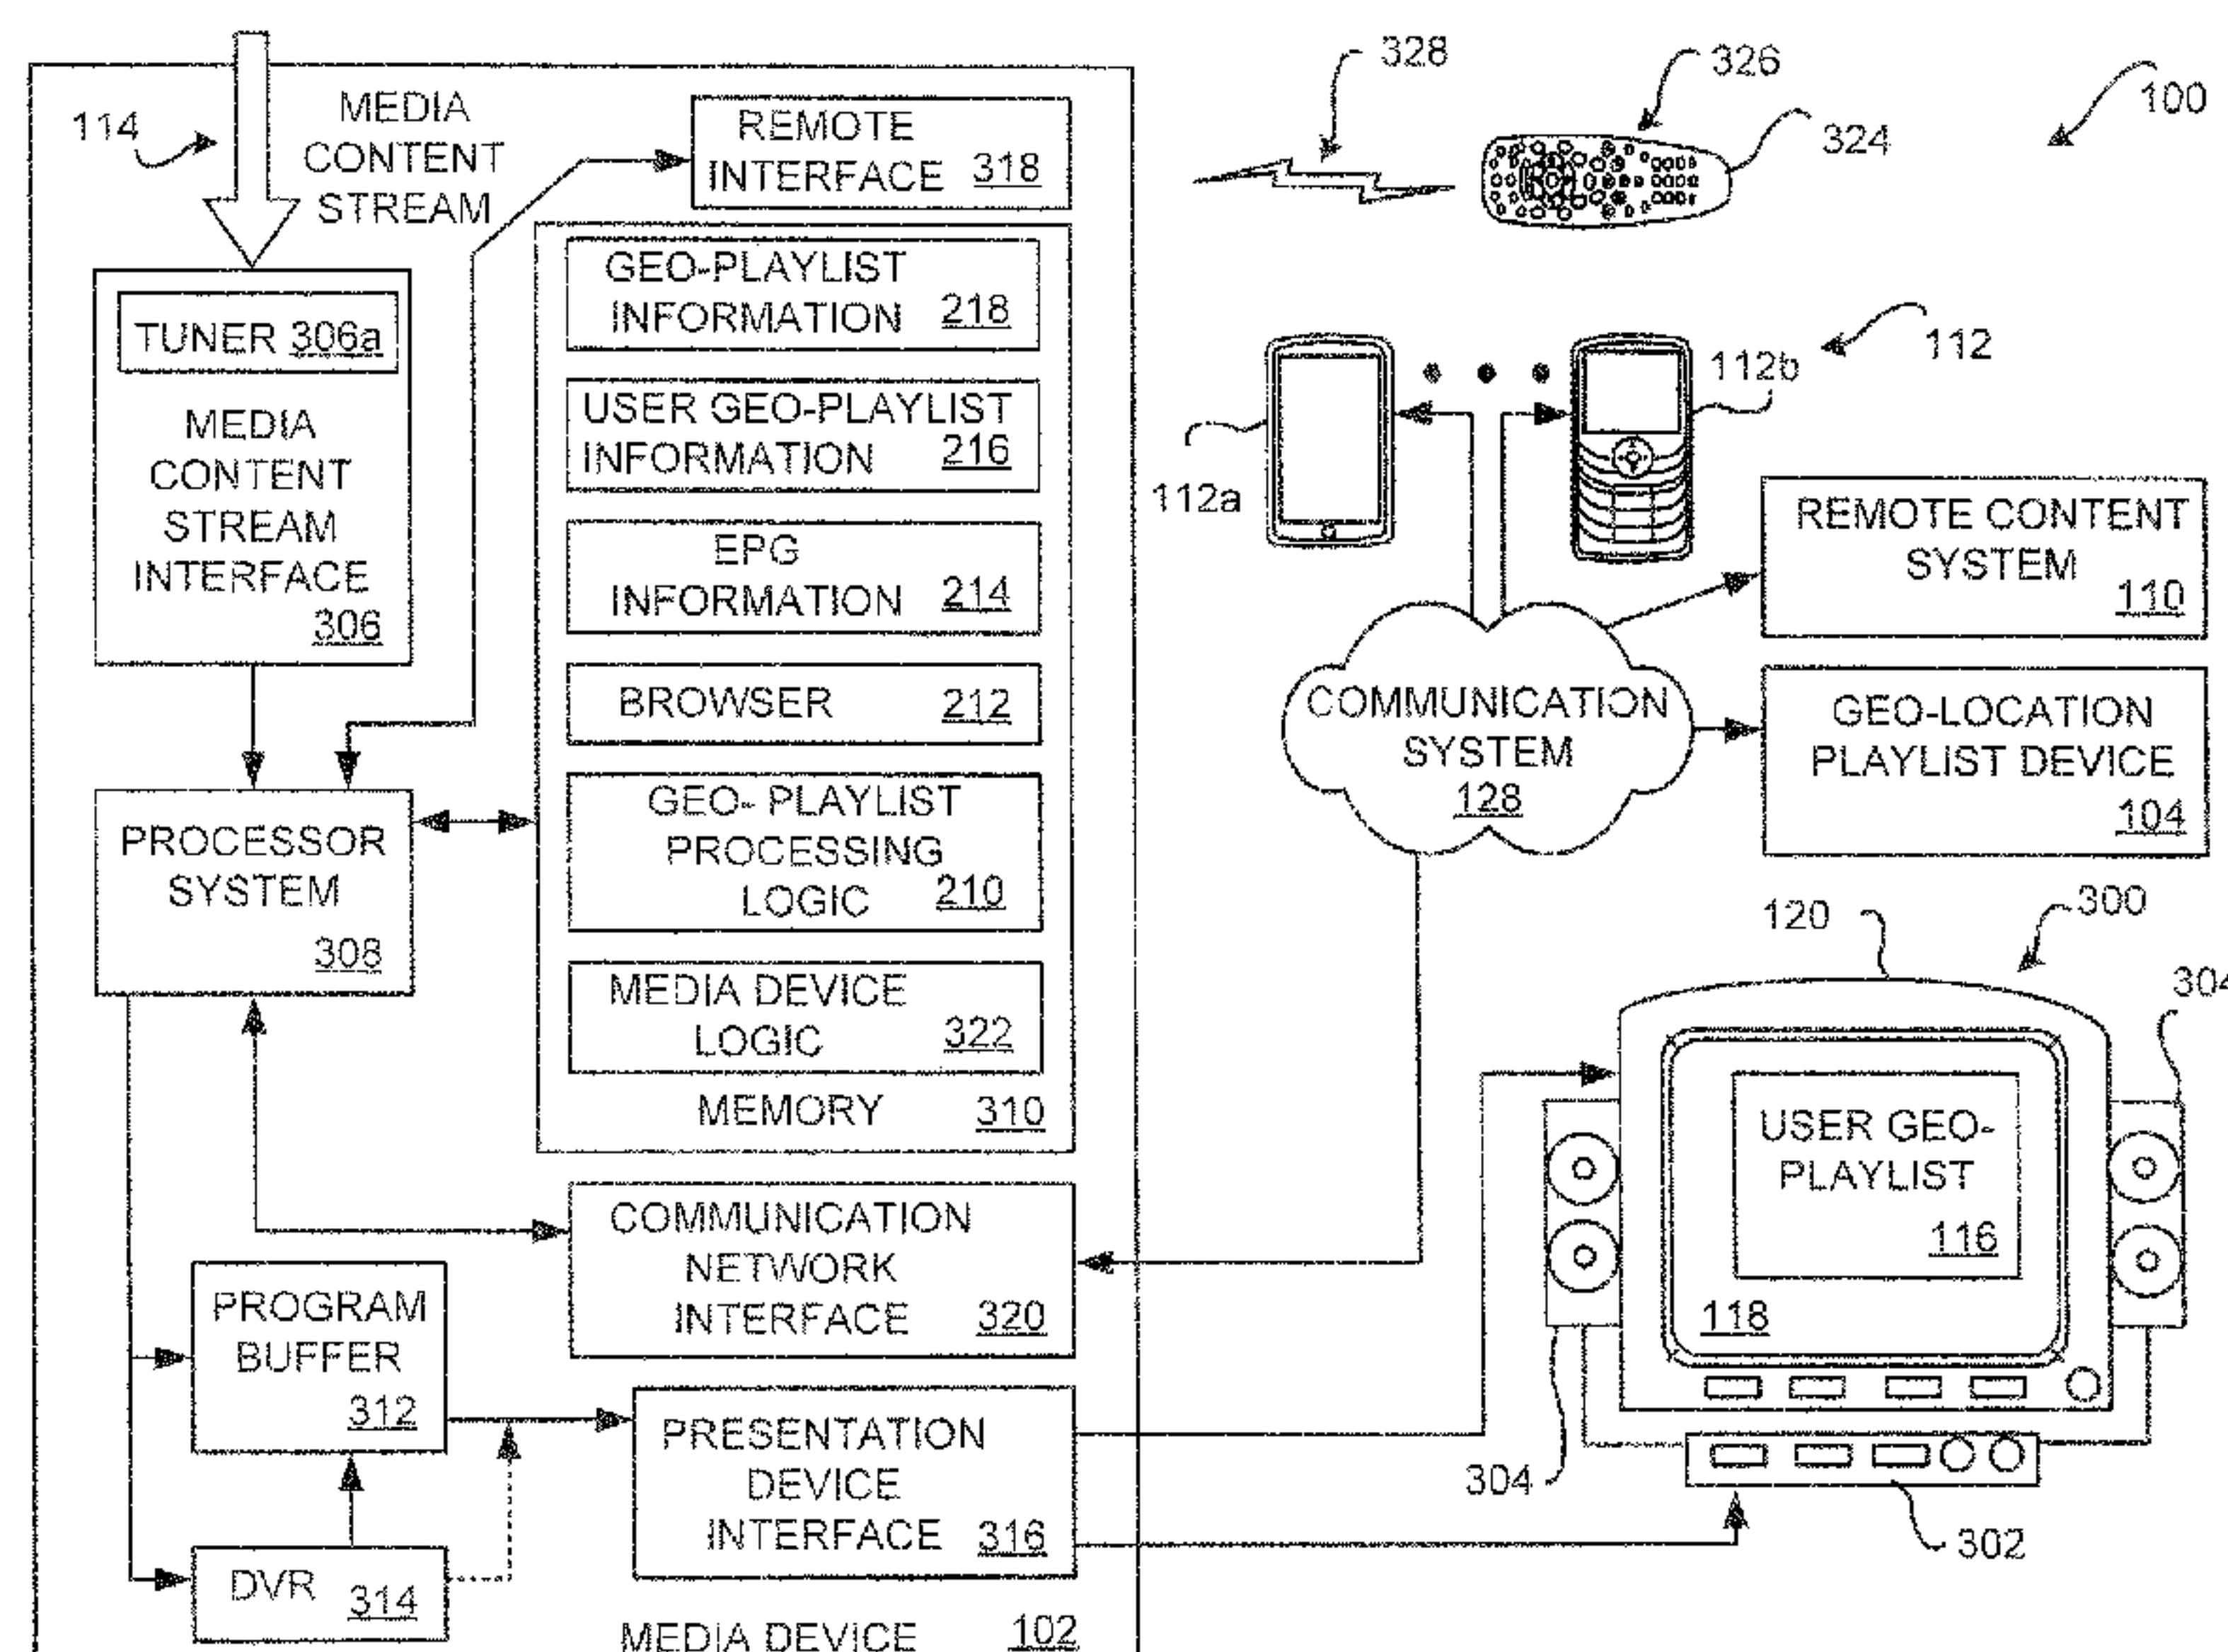 114
MEDIA
CONTENT
STREAM
REMOTE
INTERFACE 318
328
326
324
100
TUNER 306a
MEDIA
CONTENT
STREAM
INTERFACE
306
GEO-PLAYLIST
INFORMATION 218
USER GEO-PLAYLIST
INFORMATION 216
EPG
INFORMATION 214
BROWSER 212
GEO- PLAYLIST
PROCESSING
LOGIC 210
MEDIA DEVICE
LOGIC 322
MEMORY 310
PROCESSOR
SYSTEM
308
112
112b
112a
REMOTE CONTENT
SYSTEM
110
COMMUNICATION
SYSTEM
128
GEO-LOCATION
PLAYLIST DEVICE
104
120
300
304
USER GEO-
PLAYLIST
116
118
304
302
COMMUNICATION
NETWORK
INTERFACE 320
PROGRAM
BUFFER
312
PRESENTATION
DEVICE
INTERFACE 316
DVR 314
MEDIA DEVICE 102